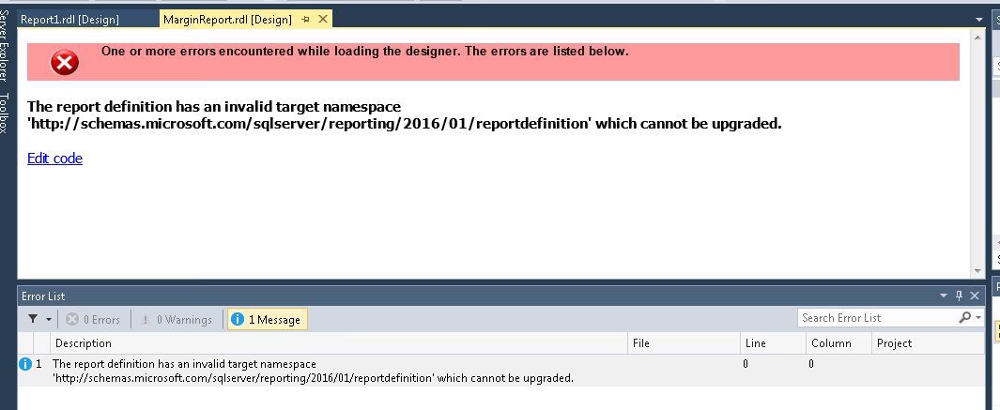 Server Explorer
Toolbox
Report1.rdl [Design]
MarginReport.rdl [Design]
One or more errors encountered while loading the designer. The errors are listed below.
The report definition has an invalid target namespace
'http://schemas.microsoft.com/sqlserver/reporting/2016/01/reportdefinition' which cannot be upgraded.
Edit code
Error List
0 Errors
0 Warnings
1 Message
Search Error List
Description
File
Line
Column
Project
1
The report definition has an invalid target namespace
'http://schemas.microsoft.com/sqlserver/reporting/2016/01/reportdefinition' which cannot be upgraded.
0
0